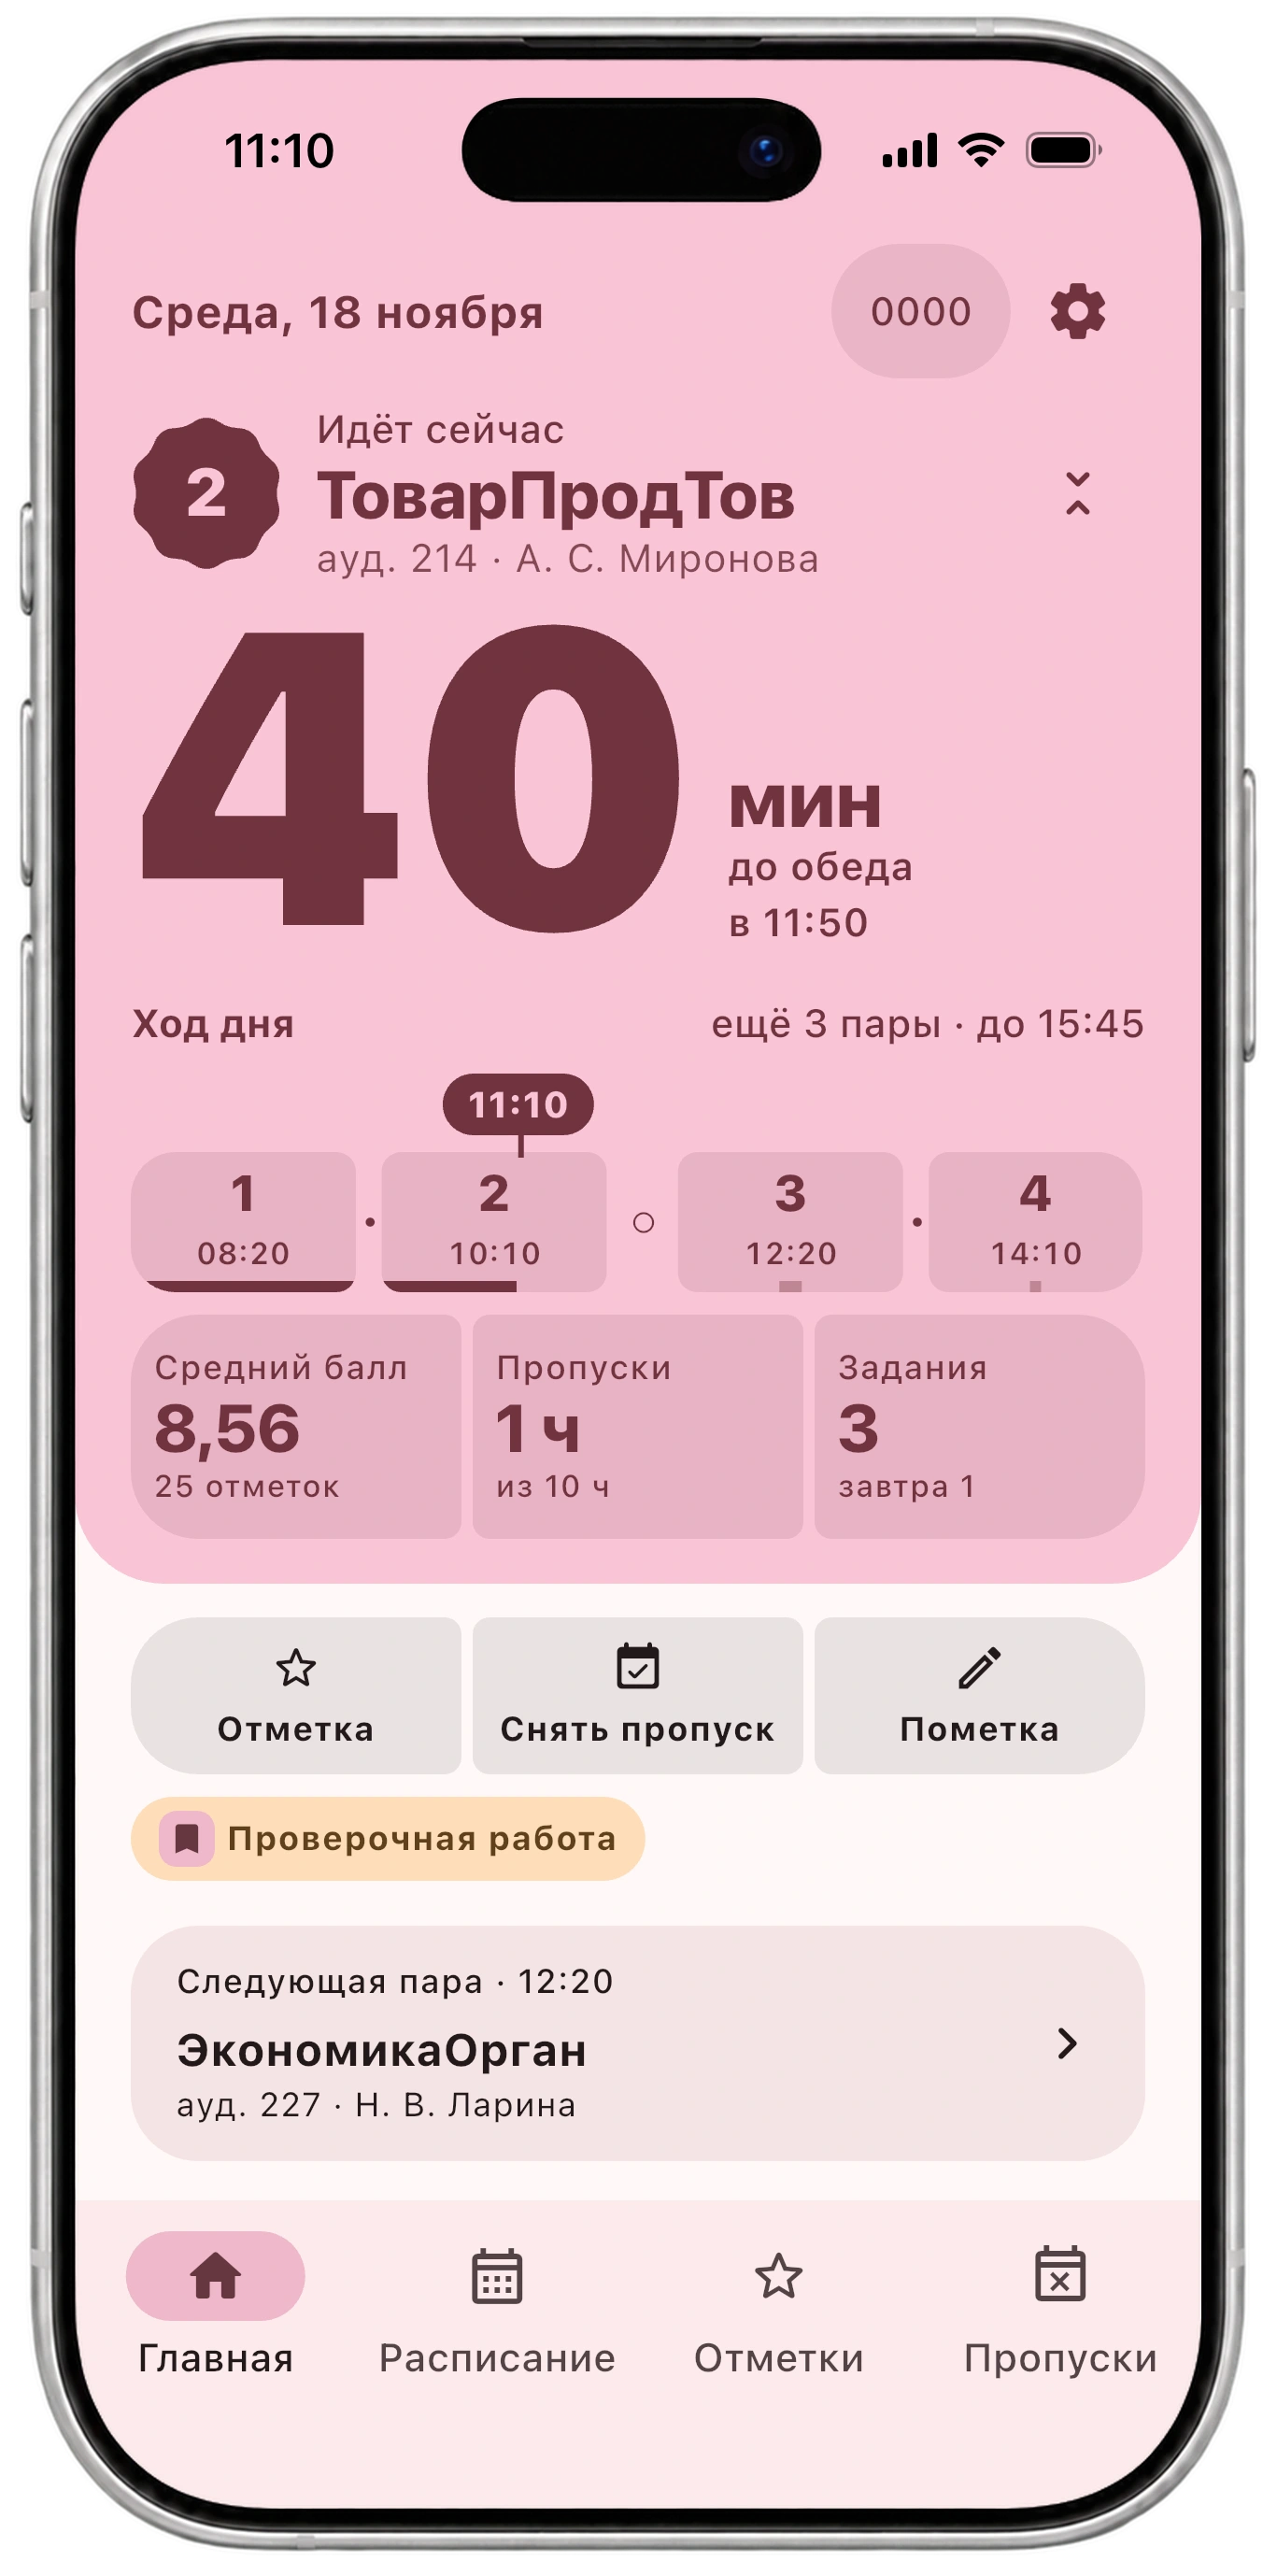 11:10
Среда, 18 ноября
0000
Идёт сейчас
2
ТоварПродТов
ауд. 214 · А. С. Миронова
40
мин
до обеда
в 11:50
Ход дня
ещё 3 пары · до 15:45
11:10
1 2 3 4
08:20 10:10 12:20 14:10
Средний балл Пропуски Задания
8,56 1 ч 3
25 отметок из 10 ч завтра 1
Отметка Снять пропуск Пометка
Проверочная работа
Следующая пара · 12:20
ЭкономикаОрган
ауд. 227 · Н. В. Ларина
Главная Расписание Отметки Пропуски